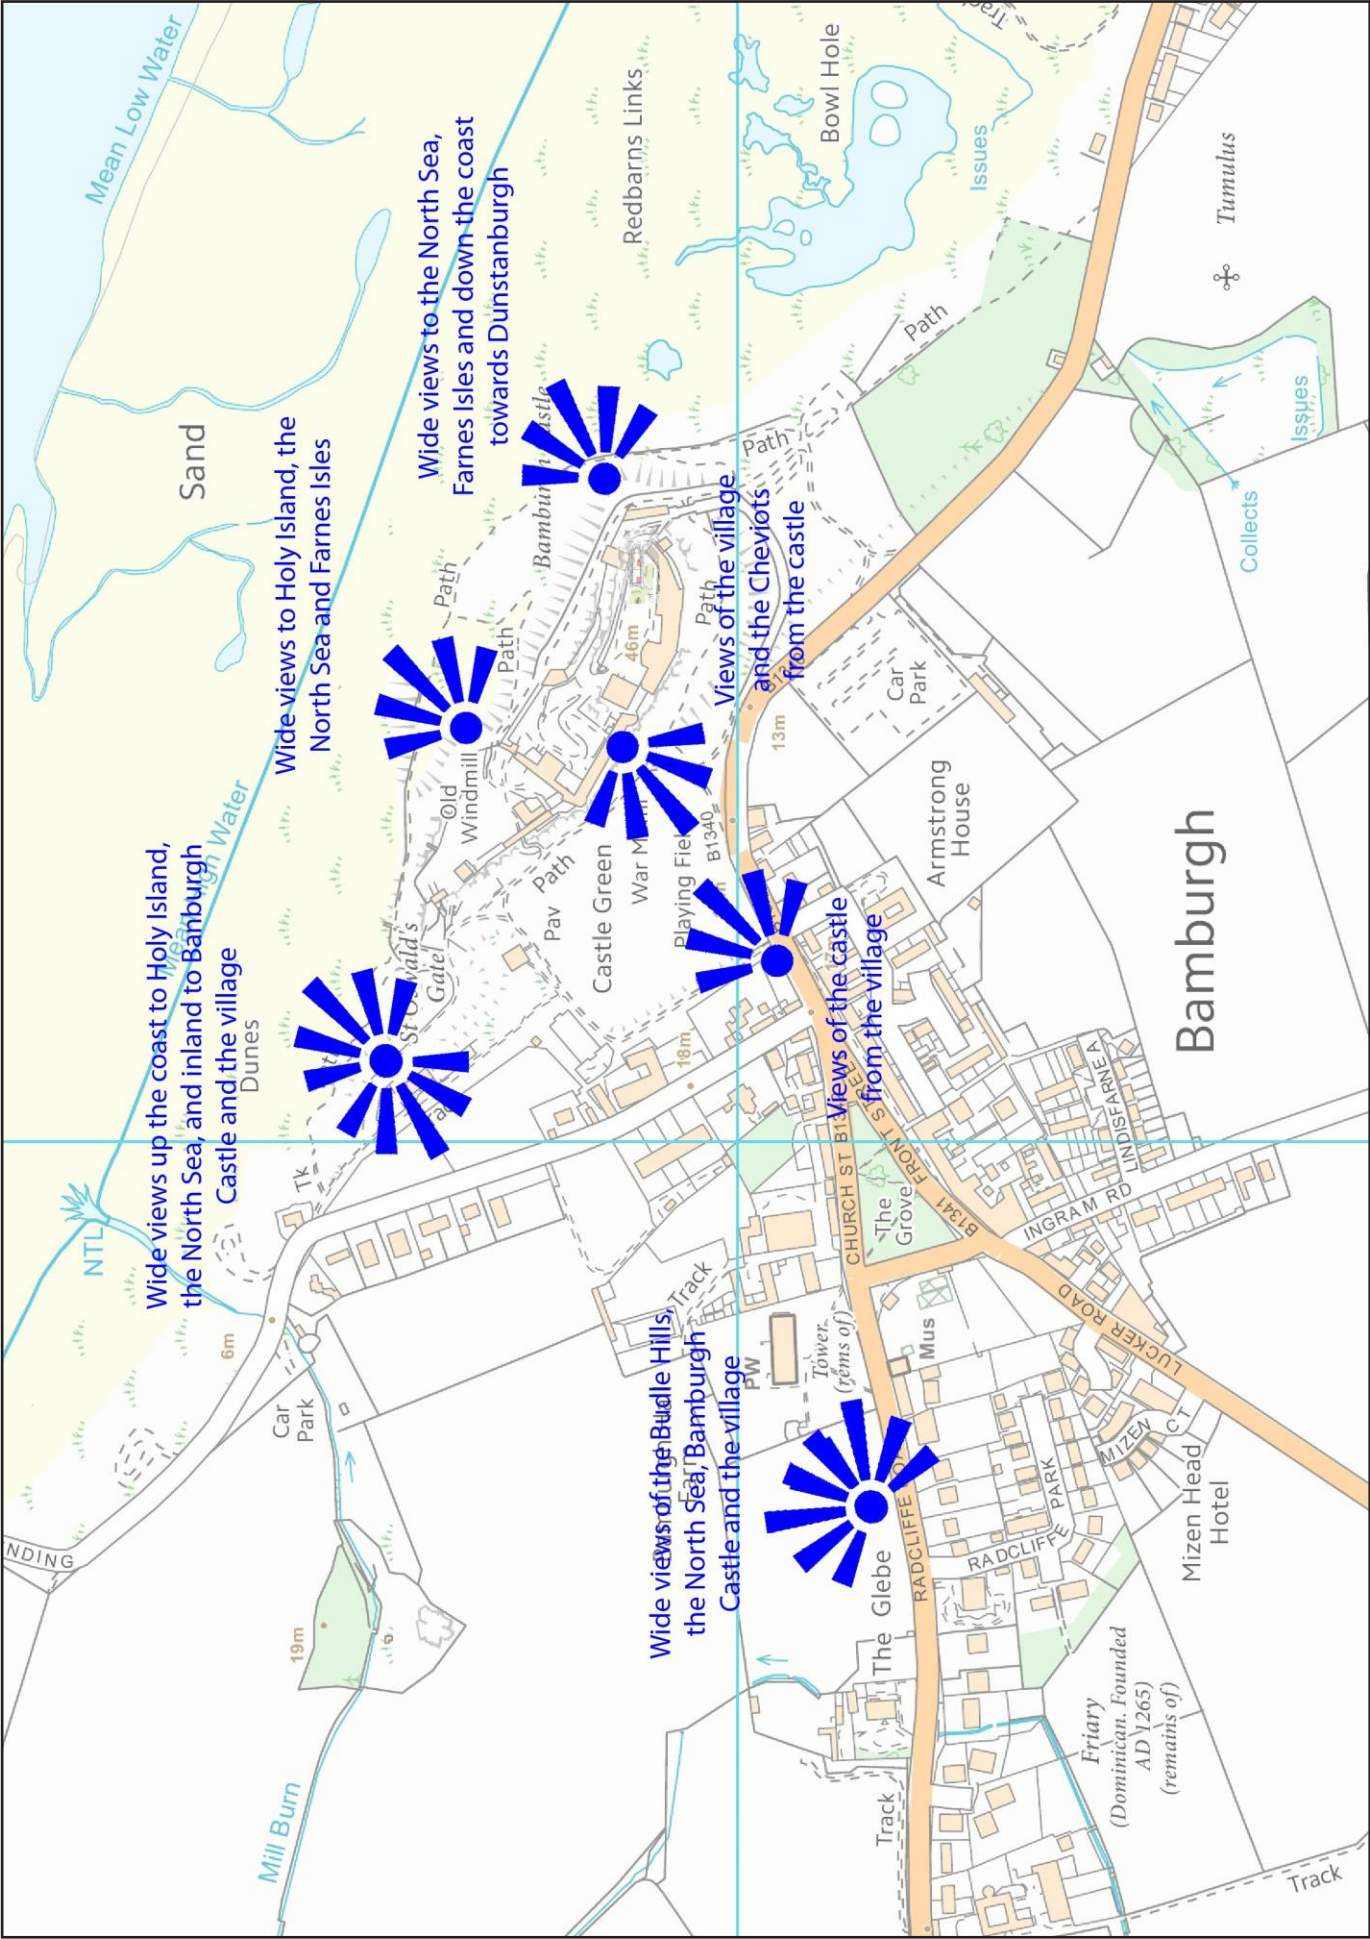 Mean Low Water
Bowl Hole
Redbarns Links
Issues
Tumulus
Wide views to the North Sea,
Farnes Isles and down the coast
towards Dunstanburgh
Path
Sand
Wide views to Holy Island, the
North Sea and Farnes Isles
Path
Issues
Collects
Path
Path
Path
46m
Views of the village
and the Cheviots
from the castle
Car
Park
13m
Old
Windmill
B1340
Armstrong
House
Castle Green
Path
Pav
Bamburgh
Wide views up the coast to Holy Island,
the North Sea, and inland to Banburgh
Castle and the village
Dunes
Views of the castle
from the village
18m
CHURCH ST
FRONT
The
Grove
B1341
INGRAM RD
LINDISFARNE
NTL
TK
6m
Track
Car
Park
LUCKER ROAD
Wide views of the Budle Hills,
the North Sea, Bamburgh
Castle and the village
PW
Tower
(rems of)
Mus
MIZEN CT
Mizen Head
Hotel
RADCLIFFE PARK
RADCLIFFE
The Glebe
19m
Mill Burn
Track
Friary
(Dominican. Founded
AD 1265)
(remains of)
Track